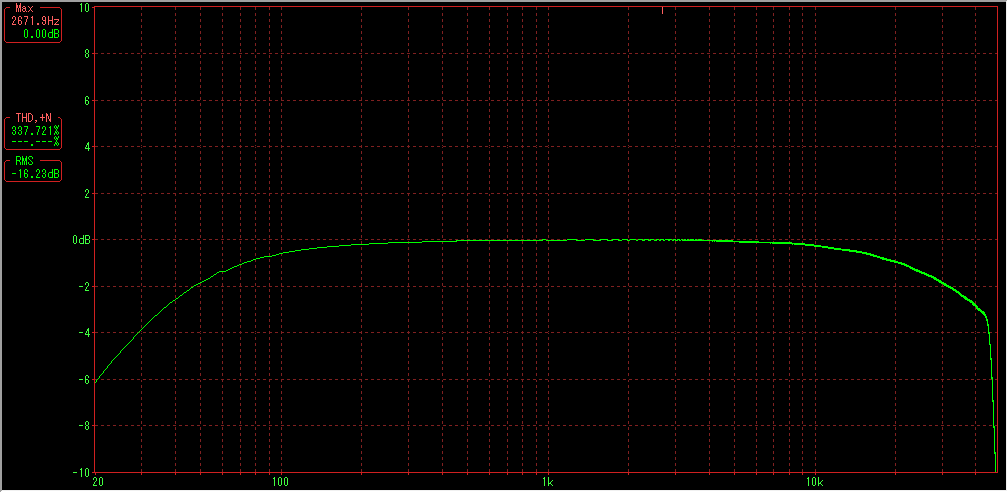 Max
2671.9Hz
0.00dB
THD,+N
937.721%
---.---%
RMS
-16.23dB
10
8
6
4
2
0dB
-2
-4
-6
-8
-10
20 100 1k 10k